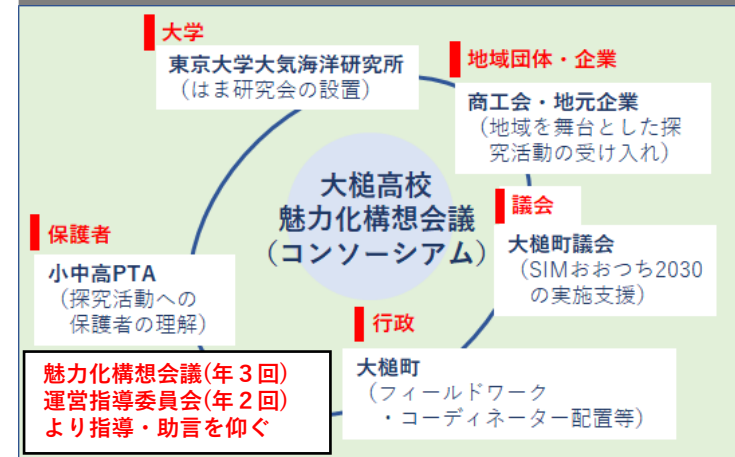 大学
東京大学大気海洋研究所
（はま研究会の設置）
地域団体・企業
商工会・地元企業
（地域を舞台とした探
究活動の受け入れ）
大槌高校
魅力化構想会議
（コンソーシアム）
議会
大槌町議会
（SIMおおつち2030
の実施支援）
保護者
小中高PTA
（探究活動への
保護者の理解）
行政
大槌町
（フィールドワーク
・コーディネーター配置等）
魅力化構想会議(年３回)
運営指導委員会(年２回)
より指導・助言を仰ぐ